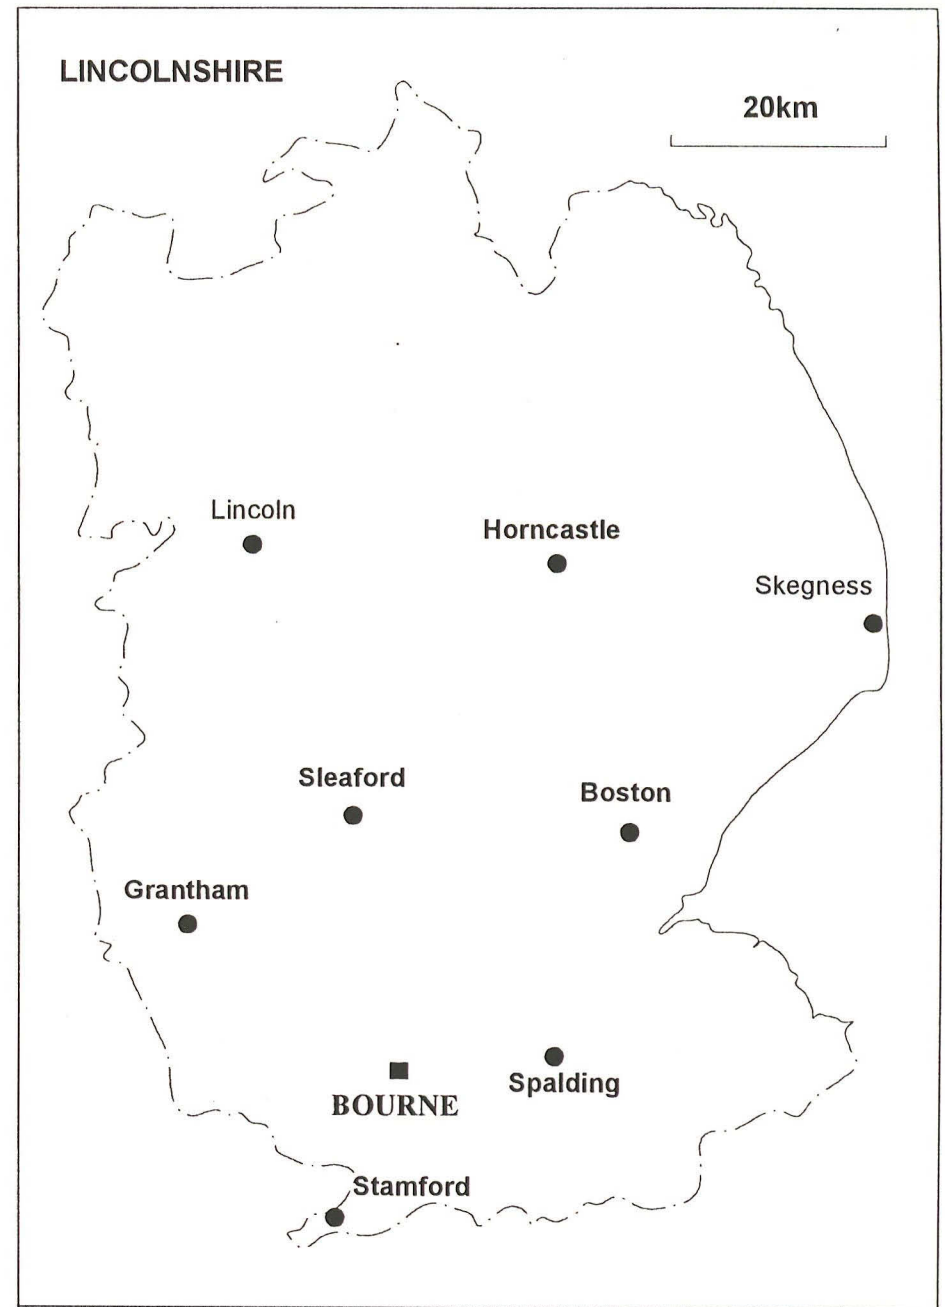 LINCOLNSHIRE
20km
Lincoln
Horncastle
Skegness
Sleaford
Boston
Grantham
Spalding
BOURNE
Stamford